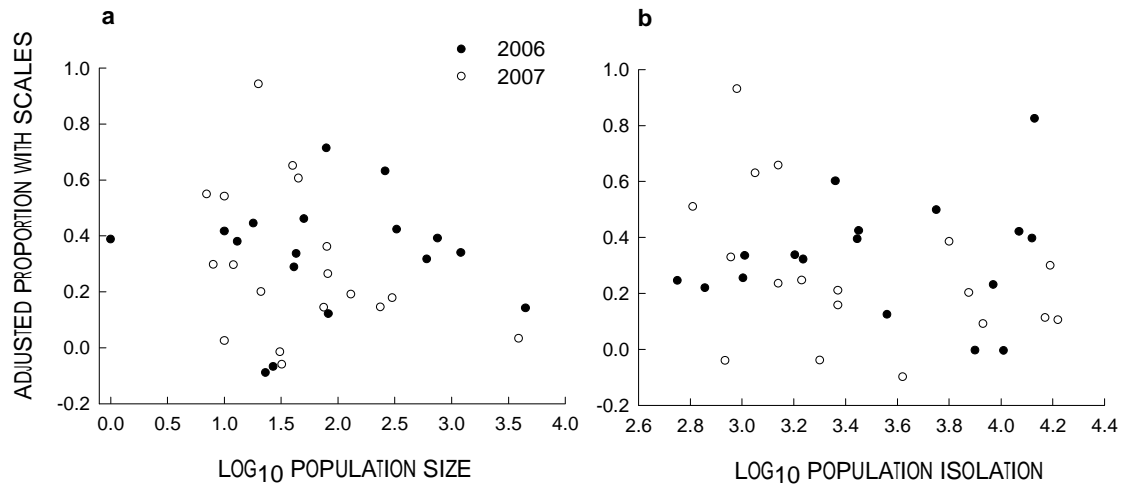 a
b
2006
2007
ADJUSTED PROPORTION WITH SCALES
1.0
0.8
0.6
0.4
0.2
0.0
-0.2
0.0 0.5 1.0 1.5 2.0 2.5 3.0 3.5 4.0
LOG10 POPULATION SIZE
1.0
0.8
0.6
0.4
0.2
0.0
-0.2
2.6 2.8 3.0 3.2 3.4 3.6 3.8 4.0 4.2 4.4
LOG10 POPULATION ISOLATION